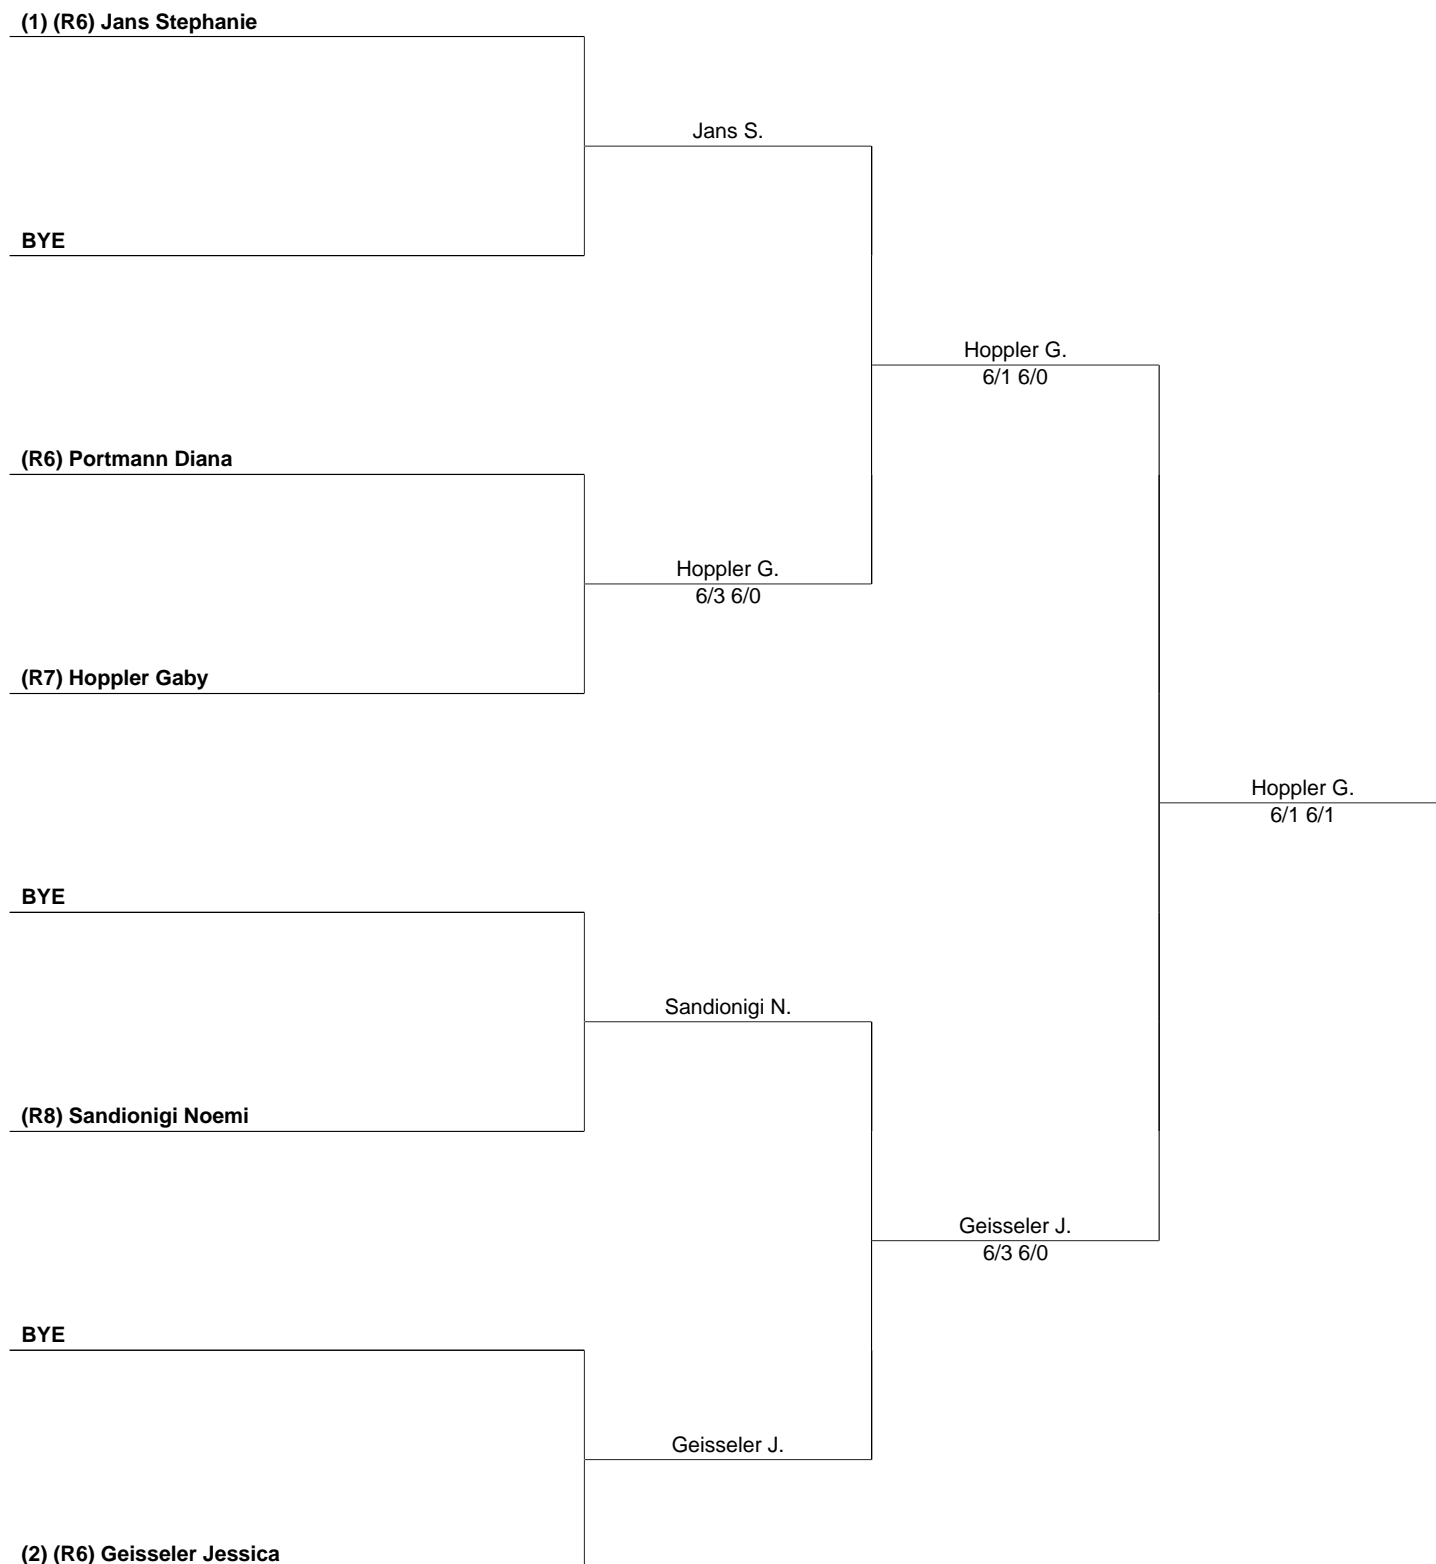 (1) (R6) Jans Stephanie
Jans S.
BYE
Hoppler G.
6/1 6/0
(R6) Portmann Diana
Hoppler G.
6/3 6/0
(R7) Hoppler Gaby
Hoppler G.
6/1 6/1
BYE
Sandionigi N.
(R8) Sandionigi Noemi
Geisseler J.
6/3 6/0
BYE
Geisseler J.
(2) (R6) Geisseler Jessica